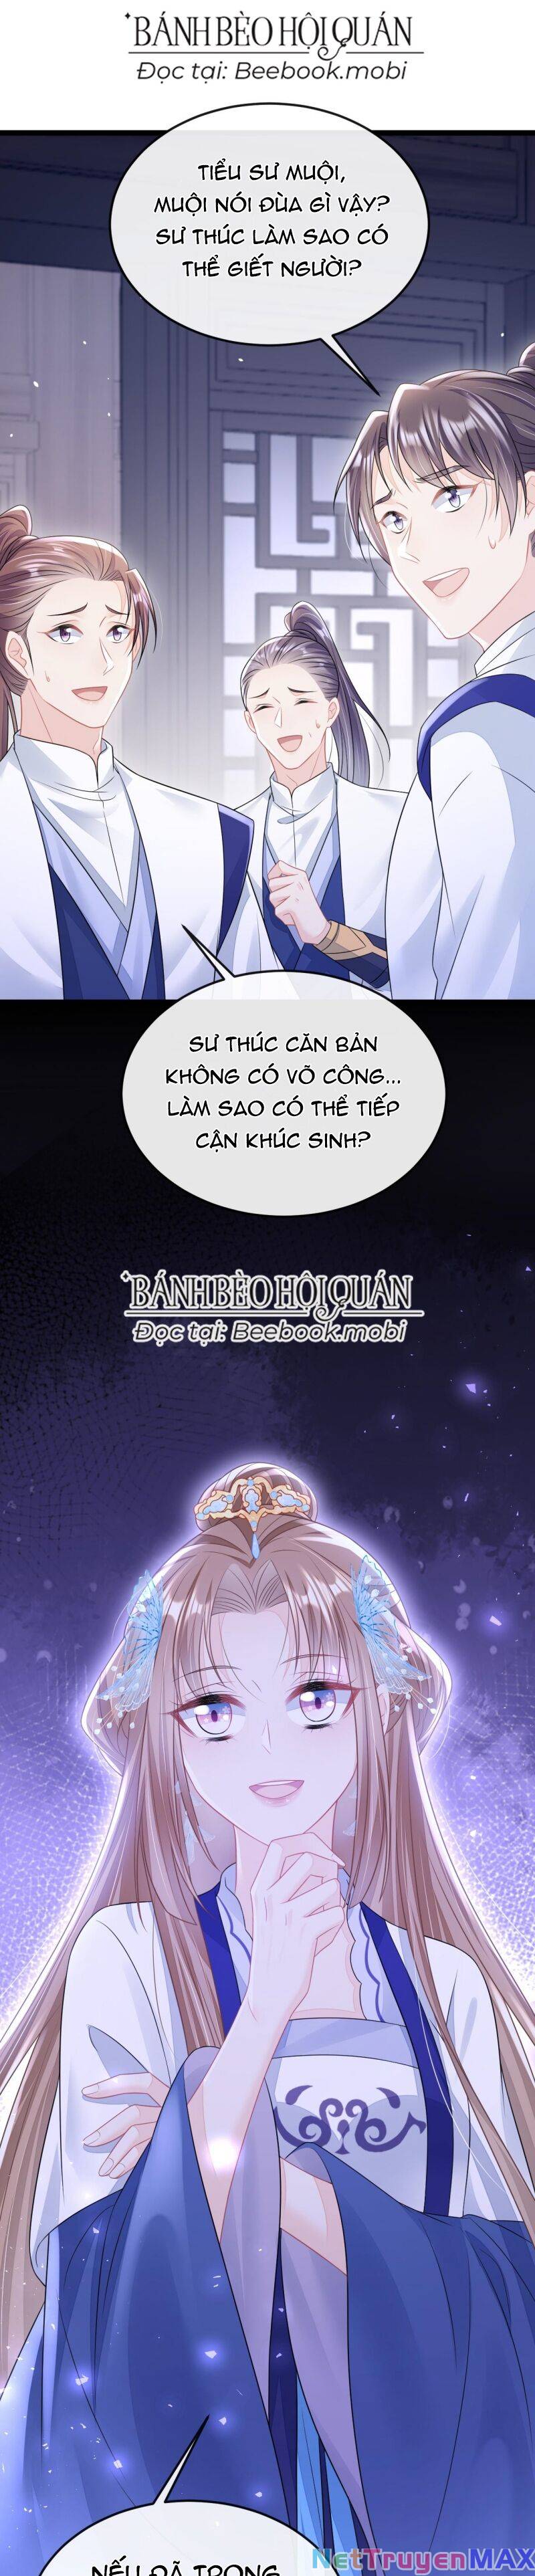 BÁNH BÈO HỘI QUÁN
Đọc tại: Beebook.mobi
TIỂU SƯ MUỘI,
MUỘI NÓI ĐÙA GÌ VẬY?
SƯ THÚC LÀM SAO CÓ
THỂ GIẾT NGƯỜI?
SƯ THÚC CĂN BẢN
KHÔNG CÓ VÕ CÔNG...
LÀM SAO CÓ THỂ TIẾP
CẬN KHÚC SINH?
BÁNH BÈO HỘI QUÁN
Đọc tại: Beebook.mobi
NẾU ĐÃ TRONG
NETTRUYENMAX